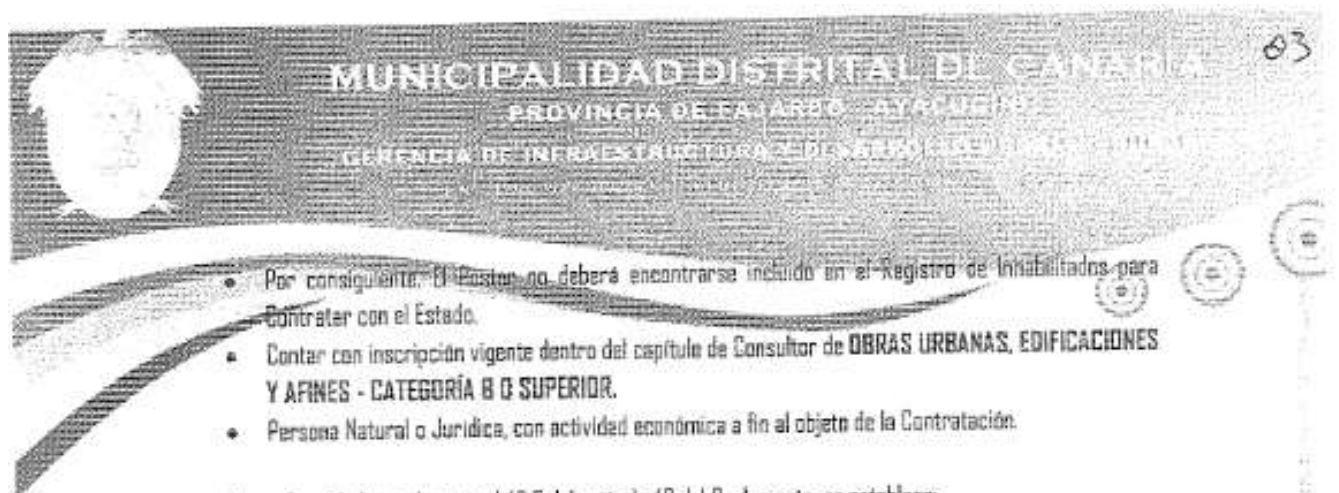 03
MUNICIPALIDAD DISTRITAL DE CANARIA
PROVINCIA DE FAJARDO - AYACUCHO
GERENCIA DE INFRAESTRUCTURA Y DESARROLLO
• Por consiguiente. El Postor no deberá encontrarse incluido en el Registro de Inhabilitados para
Contratar con el Estado.
• Contar con inscripción vigente dentro del capítulo de Consultor de OBRAS URBANAS, EDIFICACIONES
Y AFINES - CATEGORÍA B O SUPERIOR.
• Persona Natural o Jurídica, con actividad económica a fin al objeto de la Contratación.